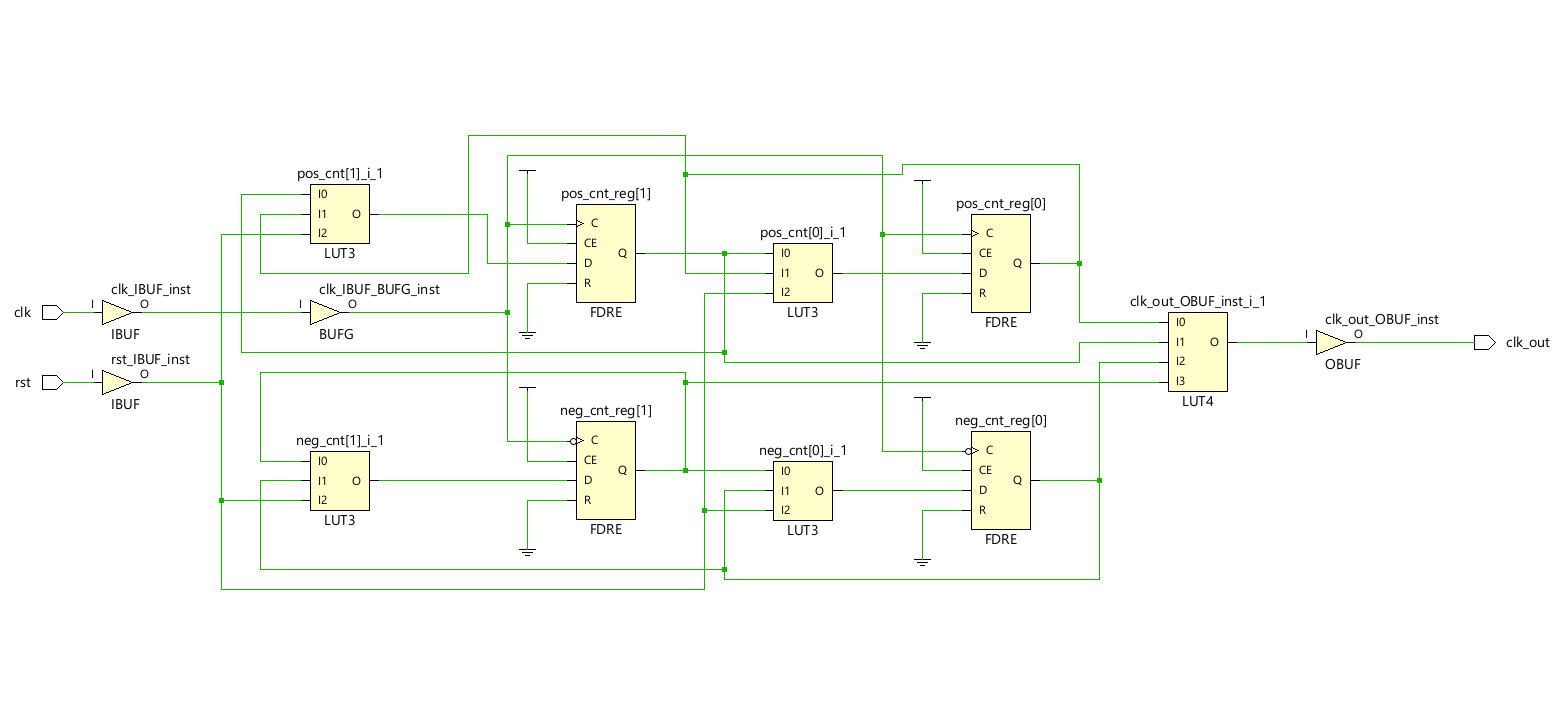 pos_cnt[1]_i_1
I0
I1
O
I2
LUT3
pos_cnt_reg[1]
C
CE
D
Q
R
FDRE
pos_cnt[0]_i_1
I0
I1
O
I2
LUT3
pos_cnt_reg[0]
C
CE
D
Q
R
FDRE
clk
I
clk_IBUF_inst
O
IBUF
I
clk_IBUF_BUFG_inst
O
BUFG
rst
I
rst_IBUF_inst
O
IBUF
clk_out_OBUF_inst_i_1
I0
I1
O
I2
I3
LUT4
I
clk_out_OBUF_inst
O
OBUF
clk_out
neg_cnt[1]_i_1
I0
I1
O
I2
LUT3
neg_cnt_reg[1]
C
CE
D
Q
R
FDRE
neg_cnt[0]_i_1
I0
I1
O
I2
LUT3
neg_cnt_reg[0]
C
CE
D
Q
R
FDRE